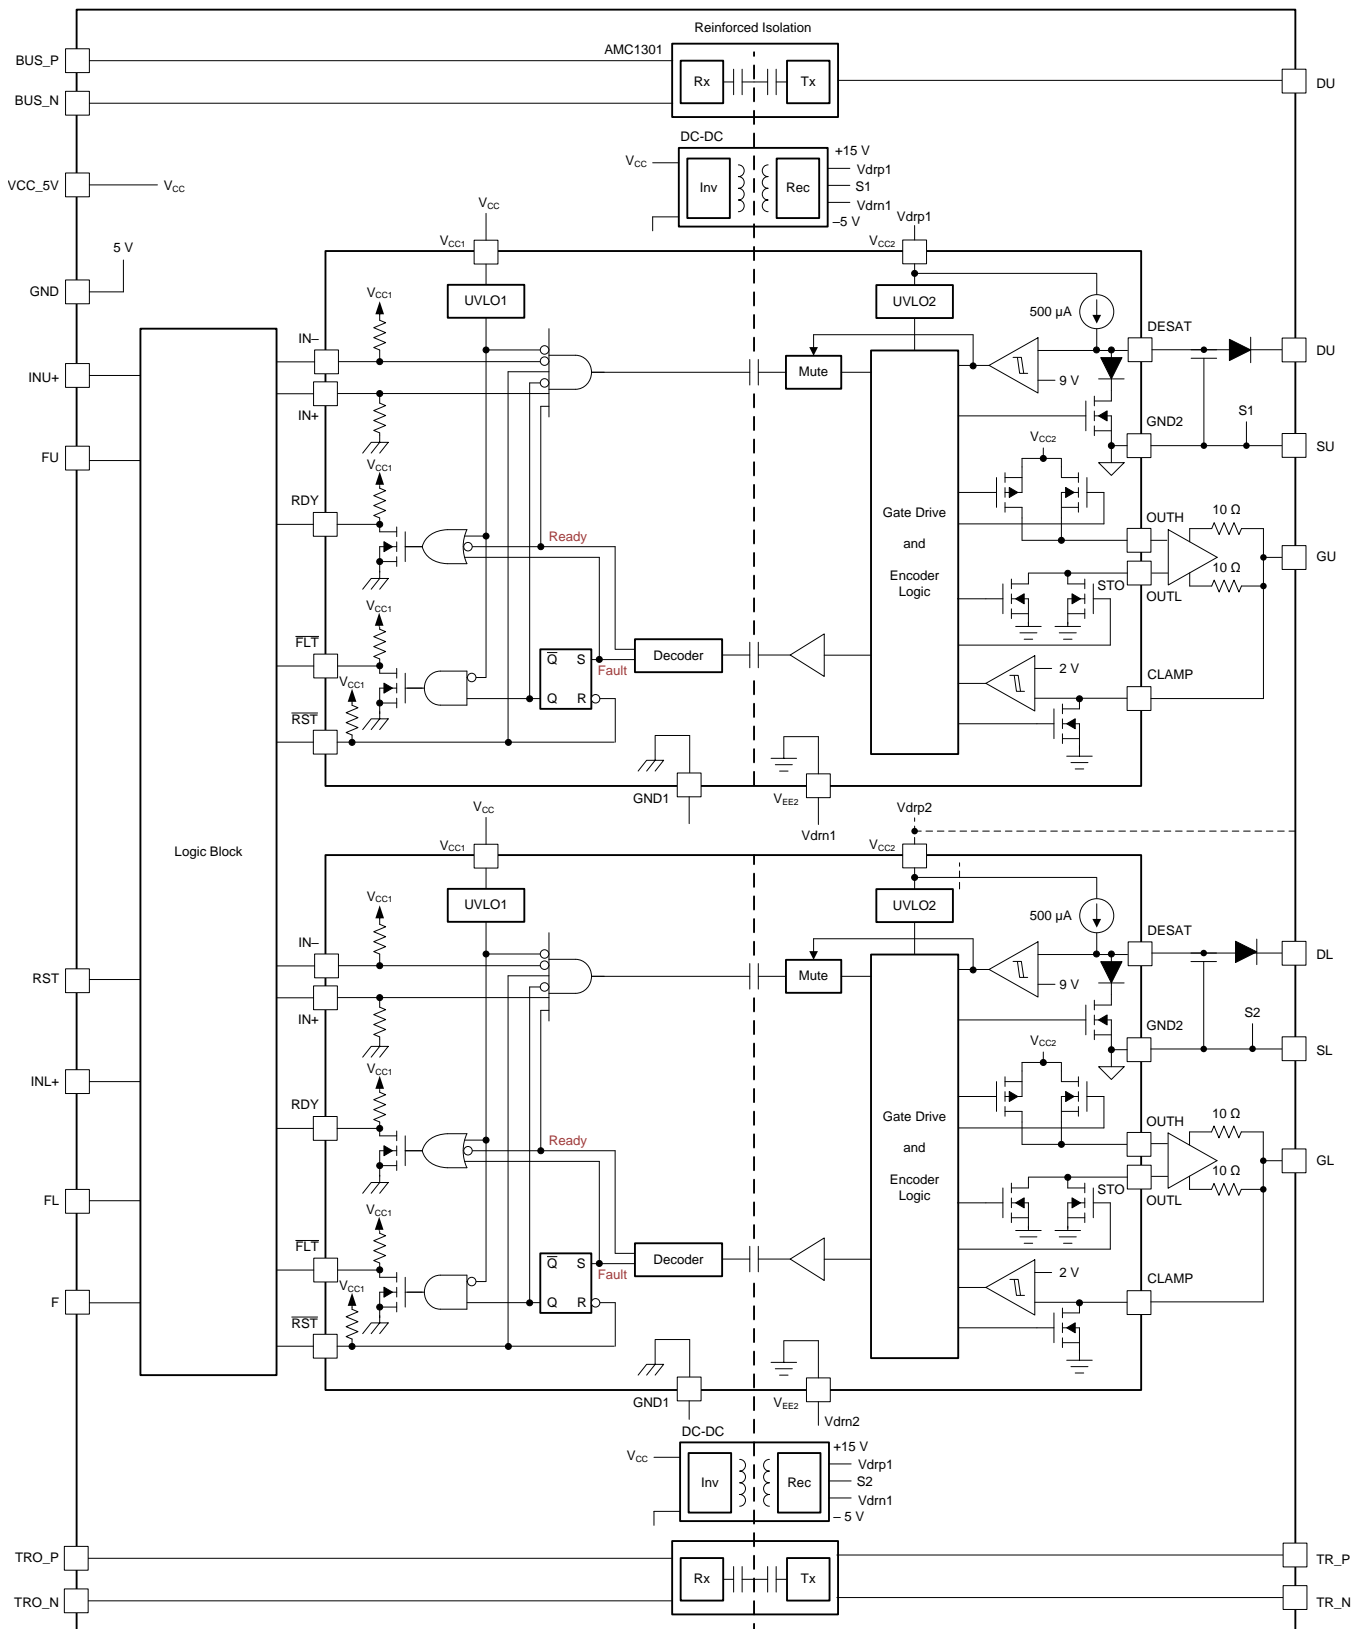 Reinforced Isolation
AMC1301
BUS_P
Rx
Tx
DU
BUS_N
DC-DC
+15 V
VCC
Inv
Rec
Vdrp1
S1
Vdrn1
–5 V
VCC_5V
VCC
5 V
GND
VCC
VCC1
Vdrp1
VCC2
UVLO1
UVLO2
500 µA
VCC1
IN–
DESAT
DU
INU+
Mute
9 V
IN+
GND2
S1
SU
FU
VCC1
VCC2
RDY
Ready
Gate Drive
and
Encoder
Logic
OUTH
10 Ω
GU
10 Ω
STO
OUTL
VCC1
FLT
Q
S
Fault
Decoder
2 V
VCC1
Q
R
CLAMP
RST
GND1
VEE2
Vdrn1
VCC
VCC1
Vdrp2
VCC2
Logic Block
UVLO1
UVLO2
500 µA
VCC1
IN–
DESAT
DL
RST
Mute
9 V
IN+
GND2
S2
SL
INL+
VCC1
VCC2
RDY
Ready
Gate Drive
and
Encoder
Logic
OUTH
10 Ω
GL
10 Ω
STO
OUTL
FL
VCC1
FLT
Q
S
Fault
Decoder
2 V
VCC1
Q
R
CLAMP
F
RST
GND1
VEE2
Vdrn2
DC-DC
+15 V
VCC
Inv
Rec
Vdrp1
S2
Vdrn1
– 5 V
TRO_P
Rx
Tx
TR_P
TRO_N
TR_N